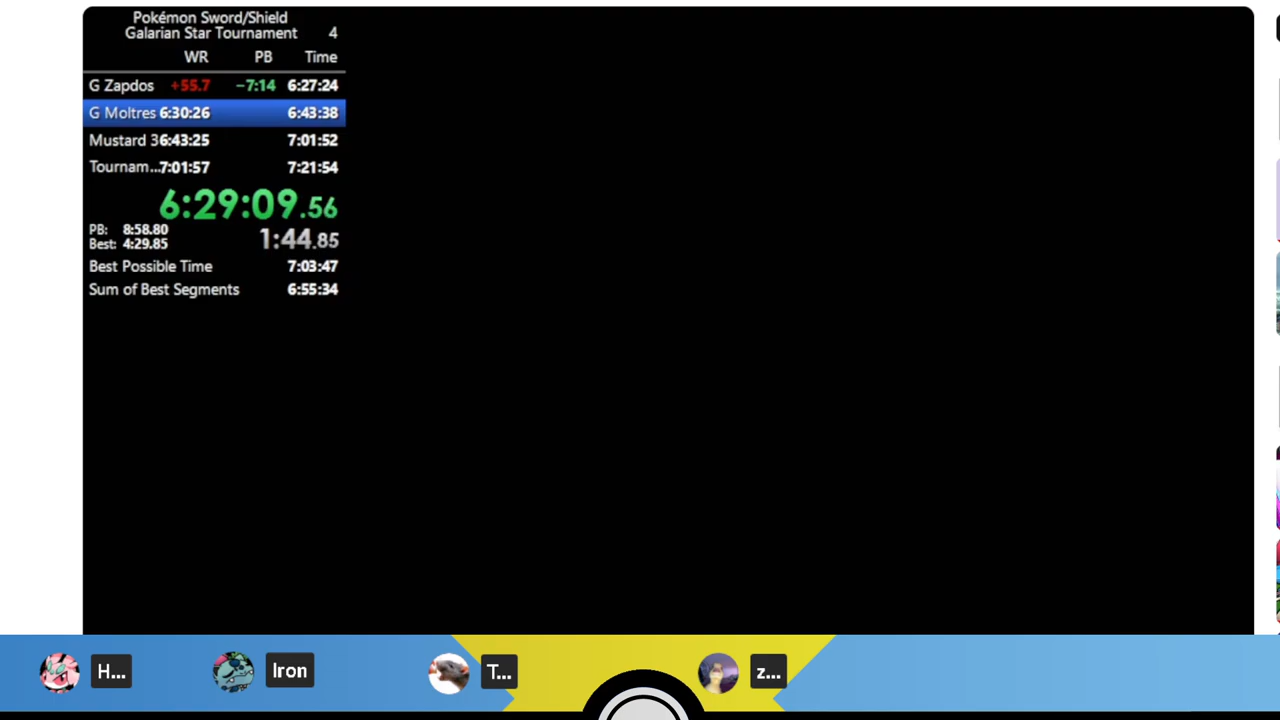 Pokémon Sword/Shield
Galarian Star Tournament 4
WR PB Time
G Zapdos +55.7 −7:14 6:27:24
G Moltres 6:30:26 6:43:38
Mustard 3 6:43:25 7:01:52
Tournam... 7:01:57 7:21:54
6:29:09.56
PB: 8:58.80
Best: 4:29.85
1:44.85
Best Possible Time 7:03:47
Sum of Best Segments 6:55:34
H... Iron T... z...